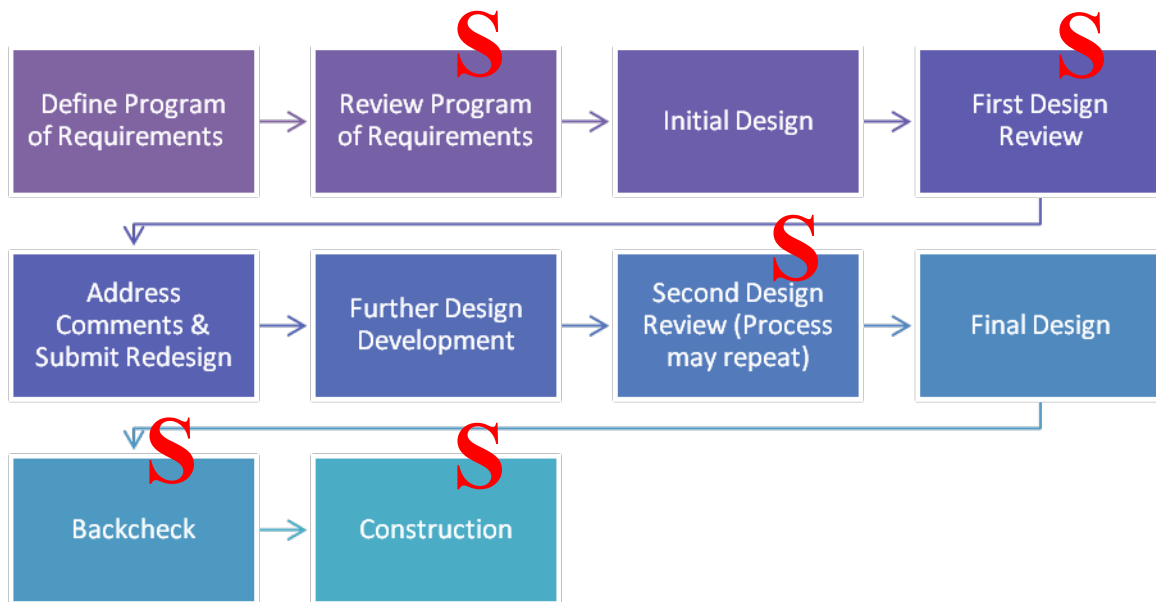 S
S
Define Program
of Requirements
Review Program
of Requirements
Initial Design
First Design
Review
S
Address
Comments &
Submit Redesign
Further Design
Development
Second Design
Review (Process
may repeat)
Final Design
S
S
Backcheck
Construction